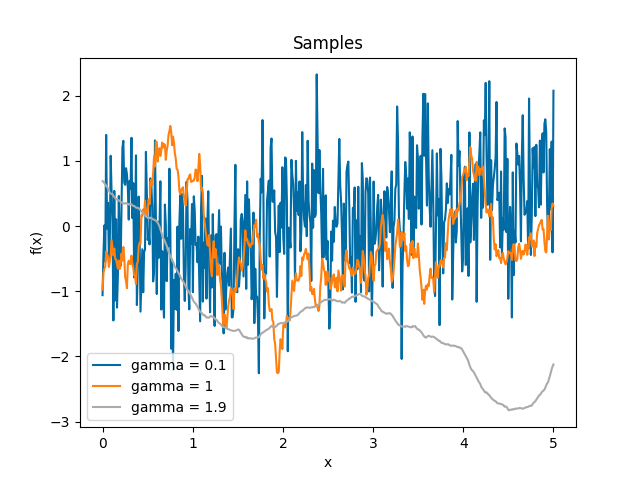 Samples
f(x)
2
1
0
−1
−2
−3
gamma = 0.1
gamma = 1
gamma = 1.9
0
1
2
3
4
5
x